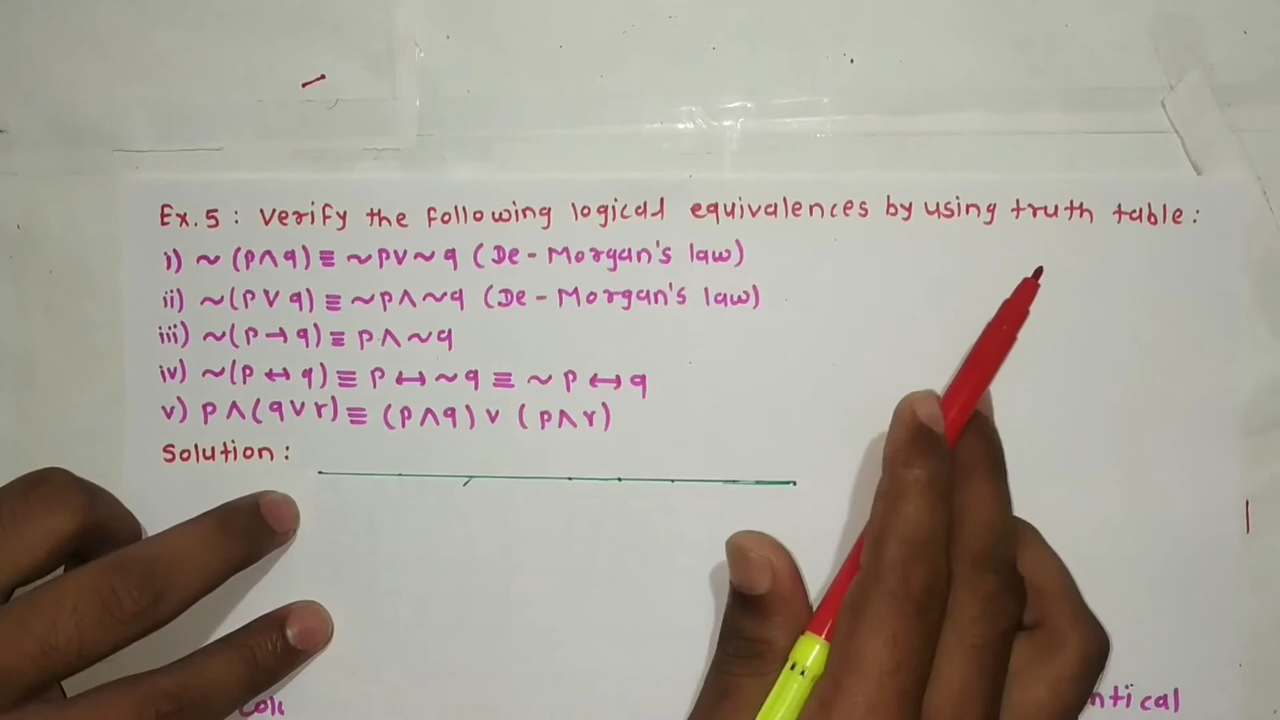 Ex.5 : Verify the following logical equivalences by using truth table :
i) ~ (p∧q) ≡ ~p∨~q (De-Morgan's law)
ii) ~(p∨q) ≡ ~p∧~q (De-Morgan's law)
iii) ~(p→q) ≡ p∧~q
iv) ~(p↔q) ≡ p↔~q ≡ ~p↔q
v) p∧(q∨r) ≡ (p∧q)∨(p∧r)
Solution :